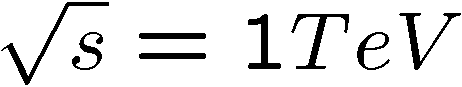 √s = 1TeV